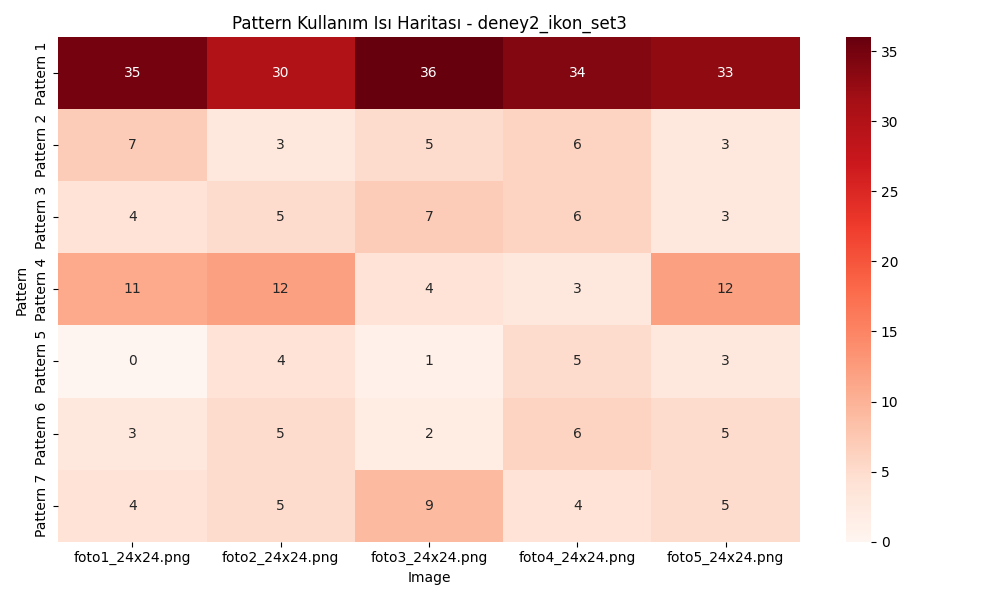 Pattern Kullanım Isı Haritası - deney2_ikon_set3
Pattern
Pattern 1 35 30 36 34 33
Pattern 2 7 3 5 6 3
Pattern 3 4 5 7 6 3
Pattern 4 11 12 4 3 12
Pattern 5 0 4 1 5 3
Pattern 6 3 5 2 6 5
Pattern 7 4 5 9 4 5
foto1_24x24.png foto2_24x24.png foto3_24x24.png foto4_24x24.png foto5_24x24.png
Image
35
30
25
20
15
10
5
0